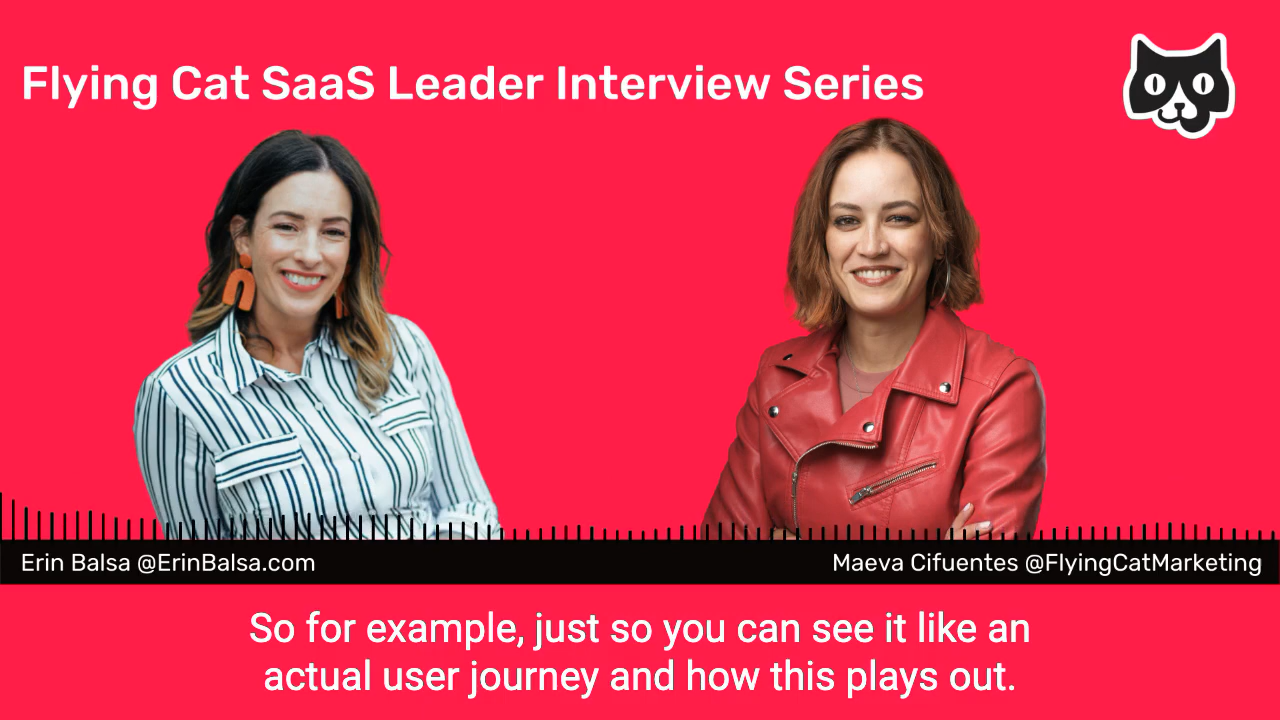 Flying Cat SaaS Leader Interview Series
Erin Balsa @ErinBalsa.com
Maeva Cifuentes @FlyingCatMarketing
So for example, just so you can see it like an
actual user journey and how this plays out.